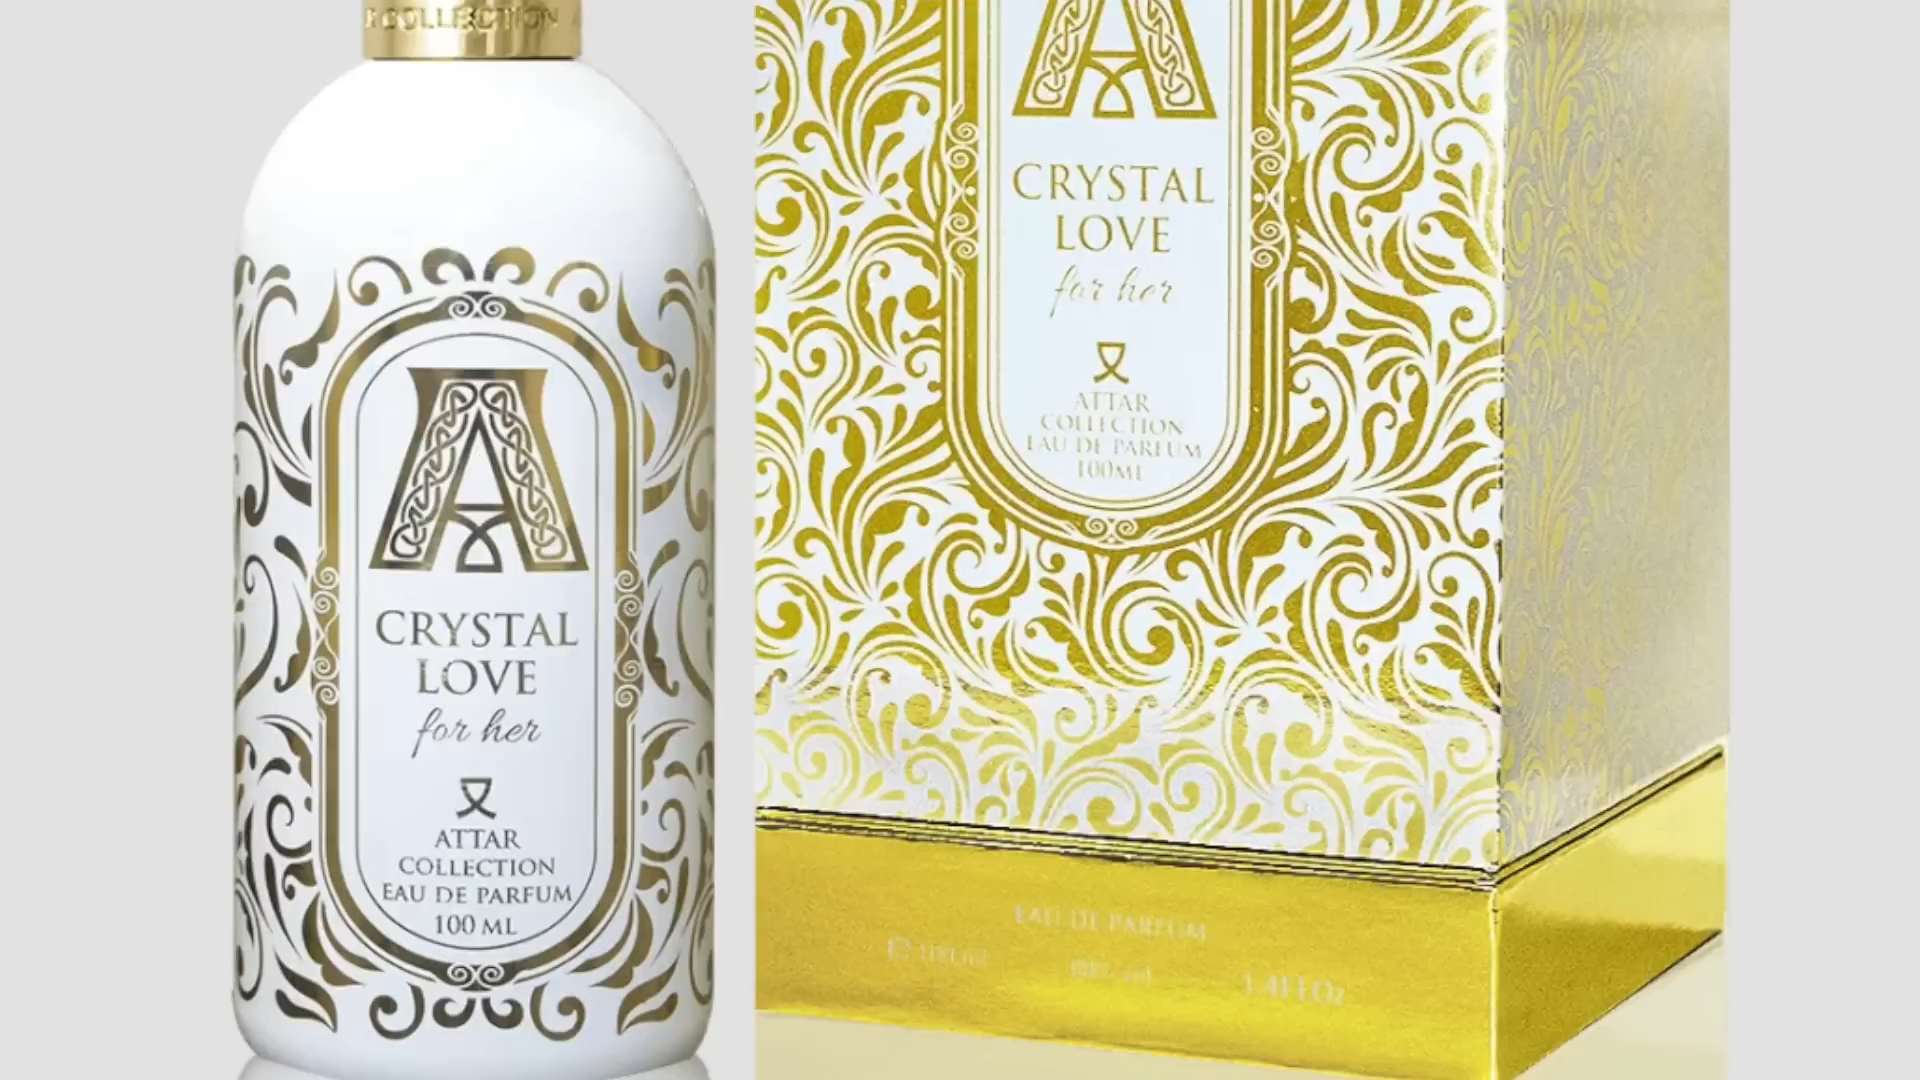 COLLECTION
A
CRYSTAL
LOVE
for her
ATTAR
COLLECTION
EAU DE PARFUM
100 ML
A
CRYSTAL
LOVE
for her
ATTAR
COLLECTION
EAU DE PARFUM
100ML
EAU DE PARFUM